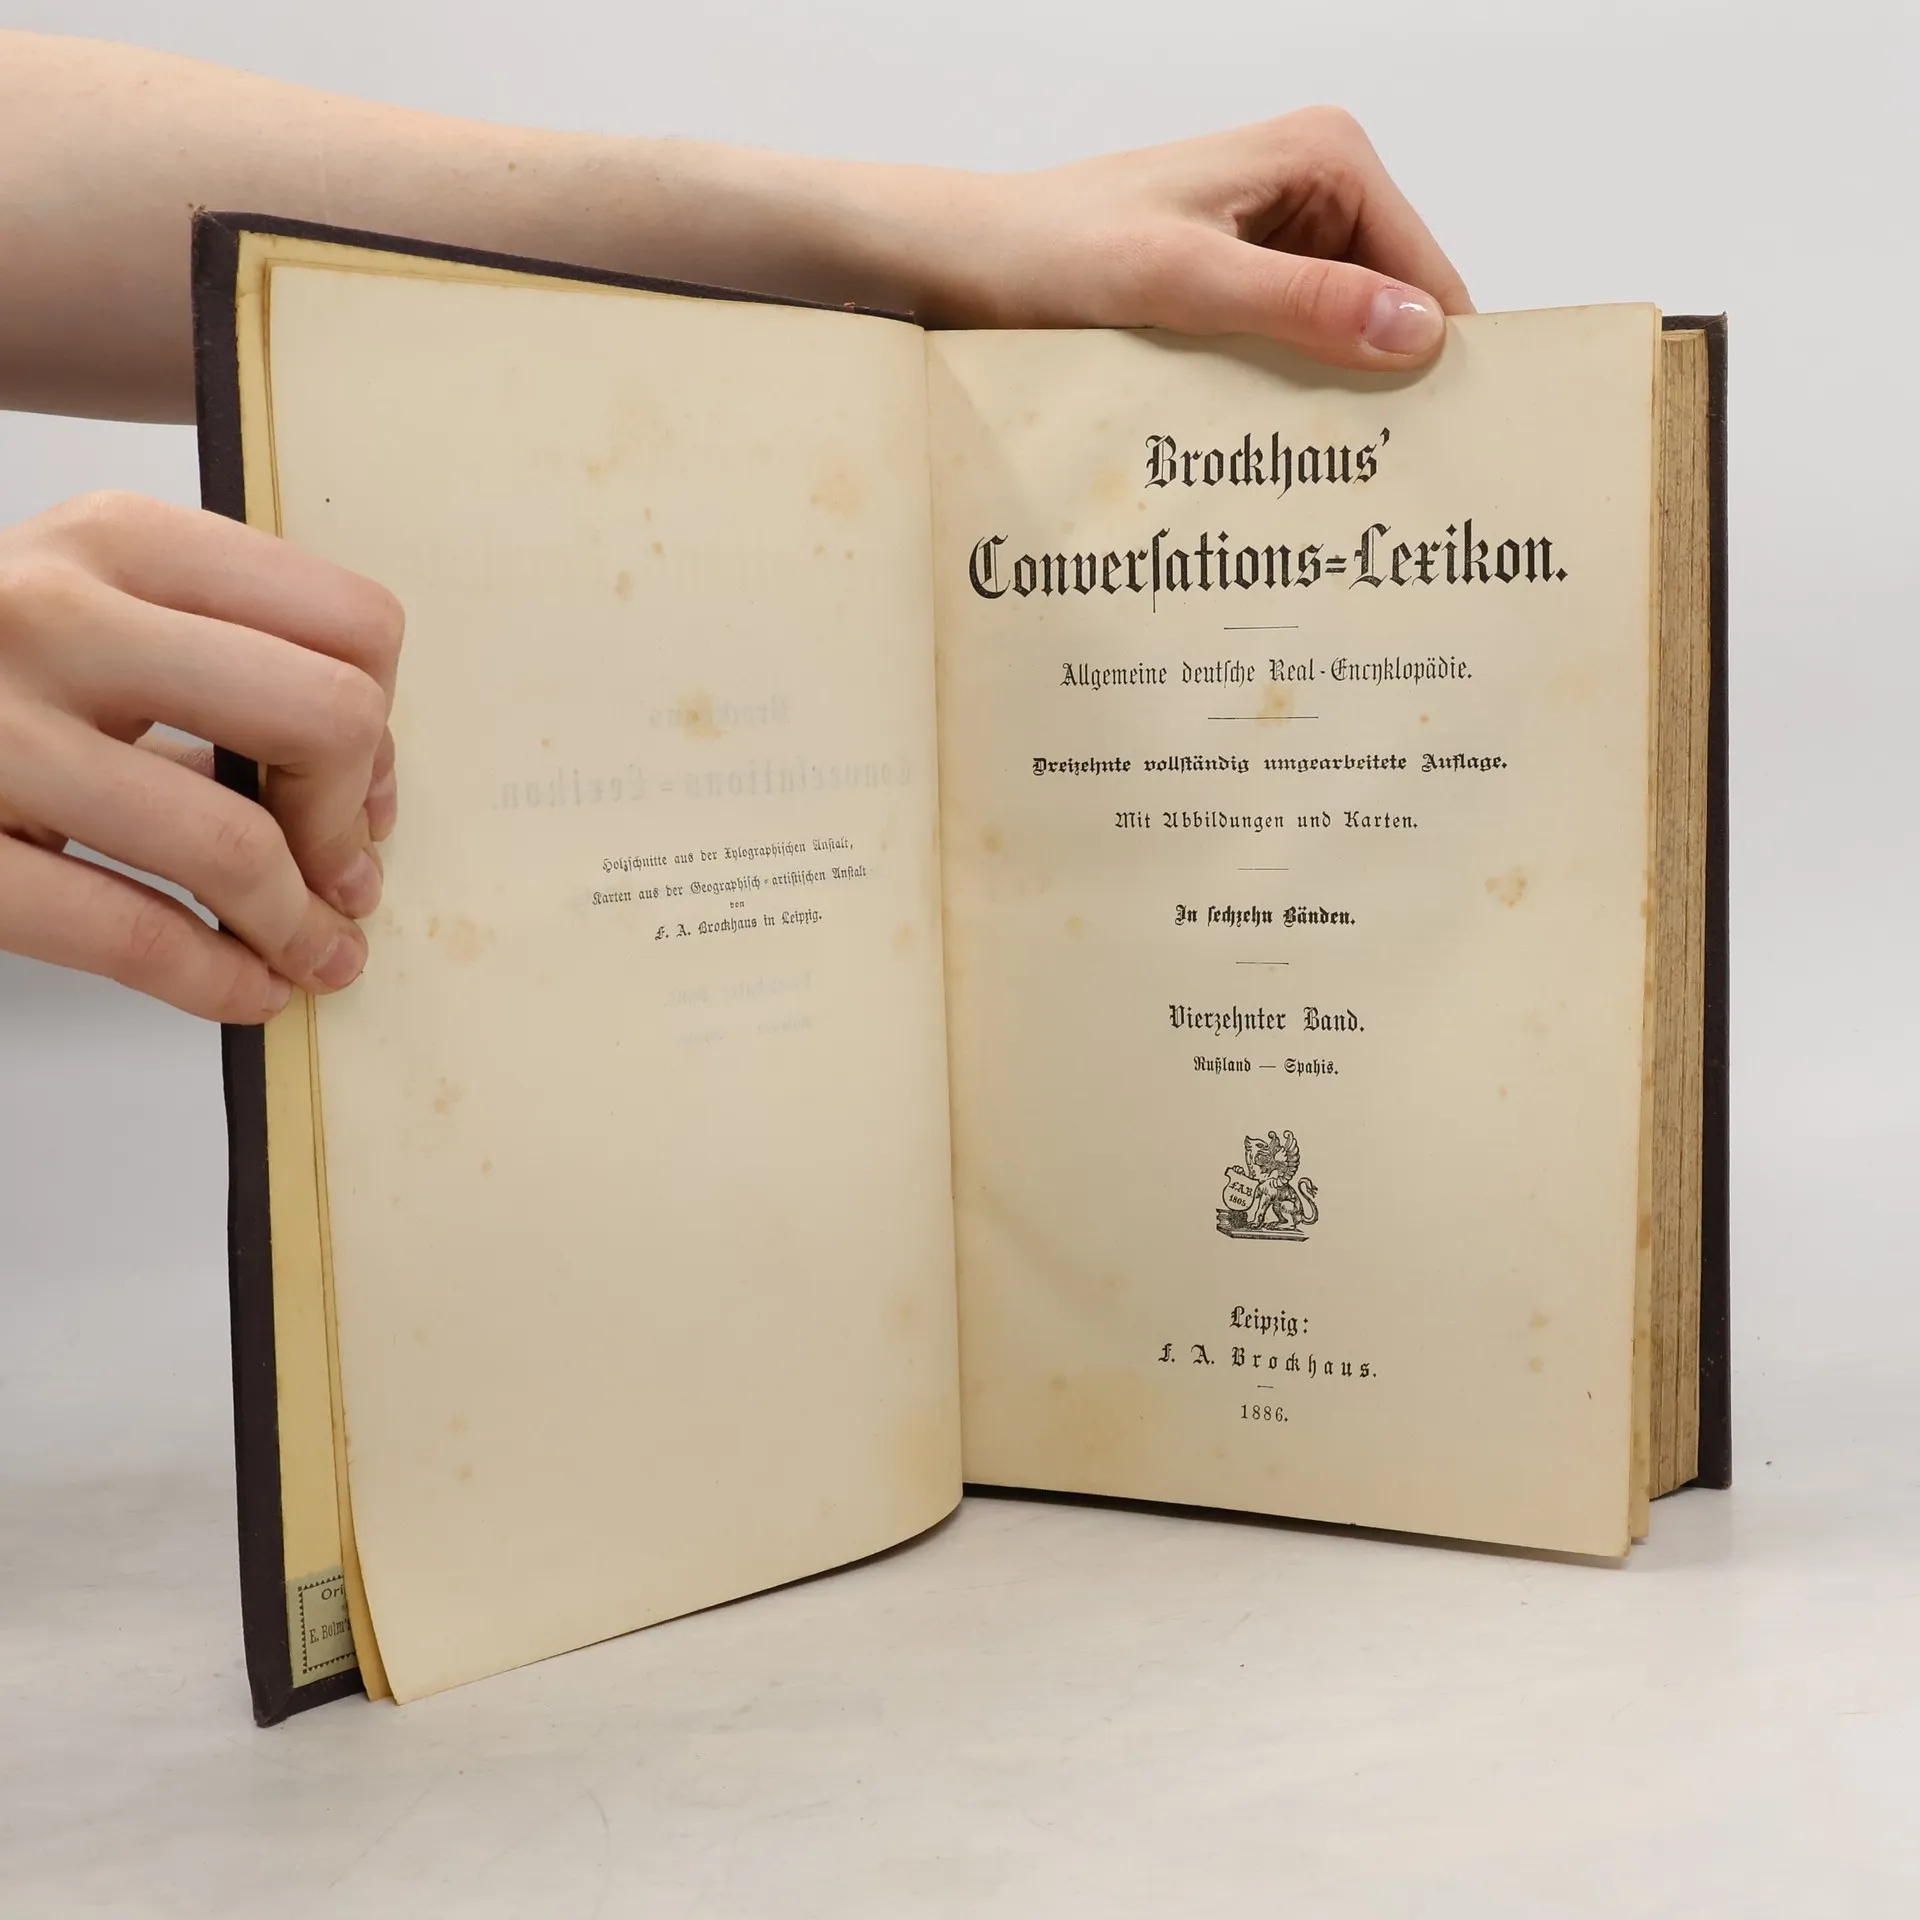 Holzschnitte aus der Xylographischen Anstalt,
Karten aus der Geographisch-artistischen Anstalt
von
F. A. Brockhaus in Leipzig.
Brockhaus'
Conversations-Lexikon.
Allgemeine deutsche Real-Encyklopädie.
Dreizehnte vollständig umgearbeitete Auflage.
Mit Abbildungen und Karten.
In sechzehn Bänden.
Vierzehnter Band.
Rußland — Spahis.
F.A.B
1805
Leipzig:
F. A. Brockhaus.
1886.
Ori
E. Bolm'